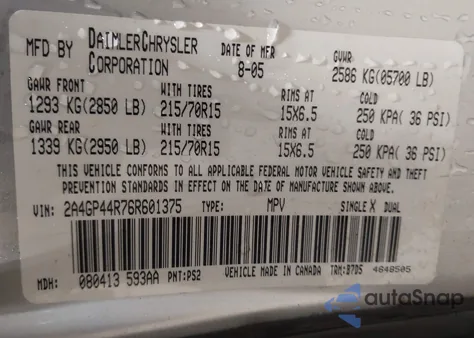 MFD BY DAIMLERCHRYSLER CORPORATION DATE OF MFR 8-05 GVWR 2586 KG(05700 LB)
GAWR FRONT WITH TIRES RIMS AT COLD
1293 KG(2850 LB) 215/70R15 15X6.5 250 KPA( 36 PSI)
GAWR REAR WITH TIRES RIMS AT COLD
1339 KG(2950 LB) 215/70R15 15X6.5 250 KPA( 36 PSI)
THIS VEHICLE CONFORMS TO ALL APPLICABLE FEDERAL MOTOR VEHICLE SAFETY AND THEFT
PREVENTION STANDARDS IN EFFECT ON THE DATE OF MANUFACTURE SHOWN ABOVE.
VIN: 2A4GP44R76R601375 TYPE: MPV SINGLE X DUAL
MDH: 080413 593AA PNT:PS2 VEHICLE MADE IN CANADA TRM:B7D5 4648505
autoSnap